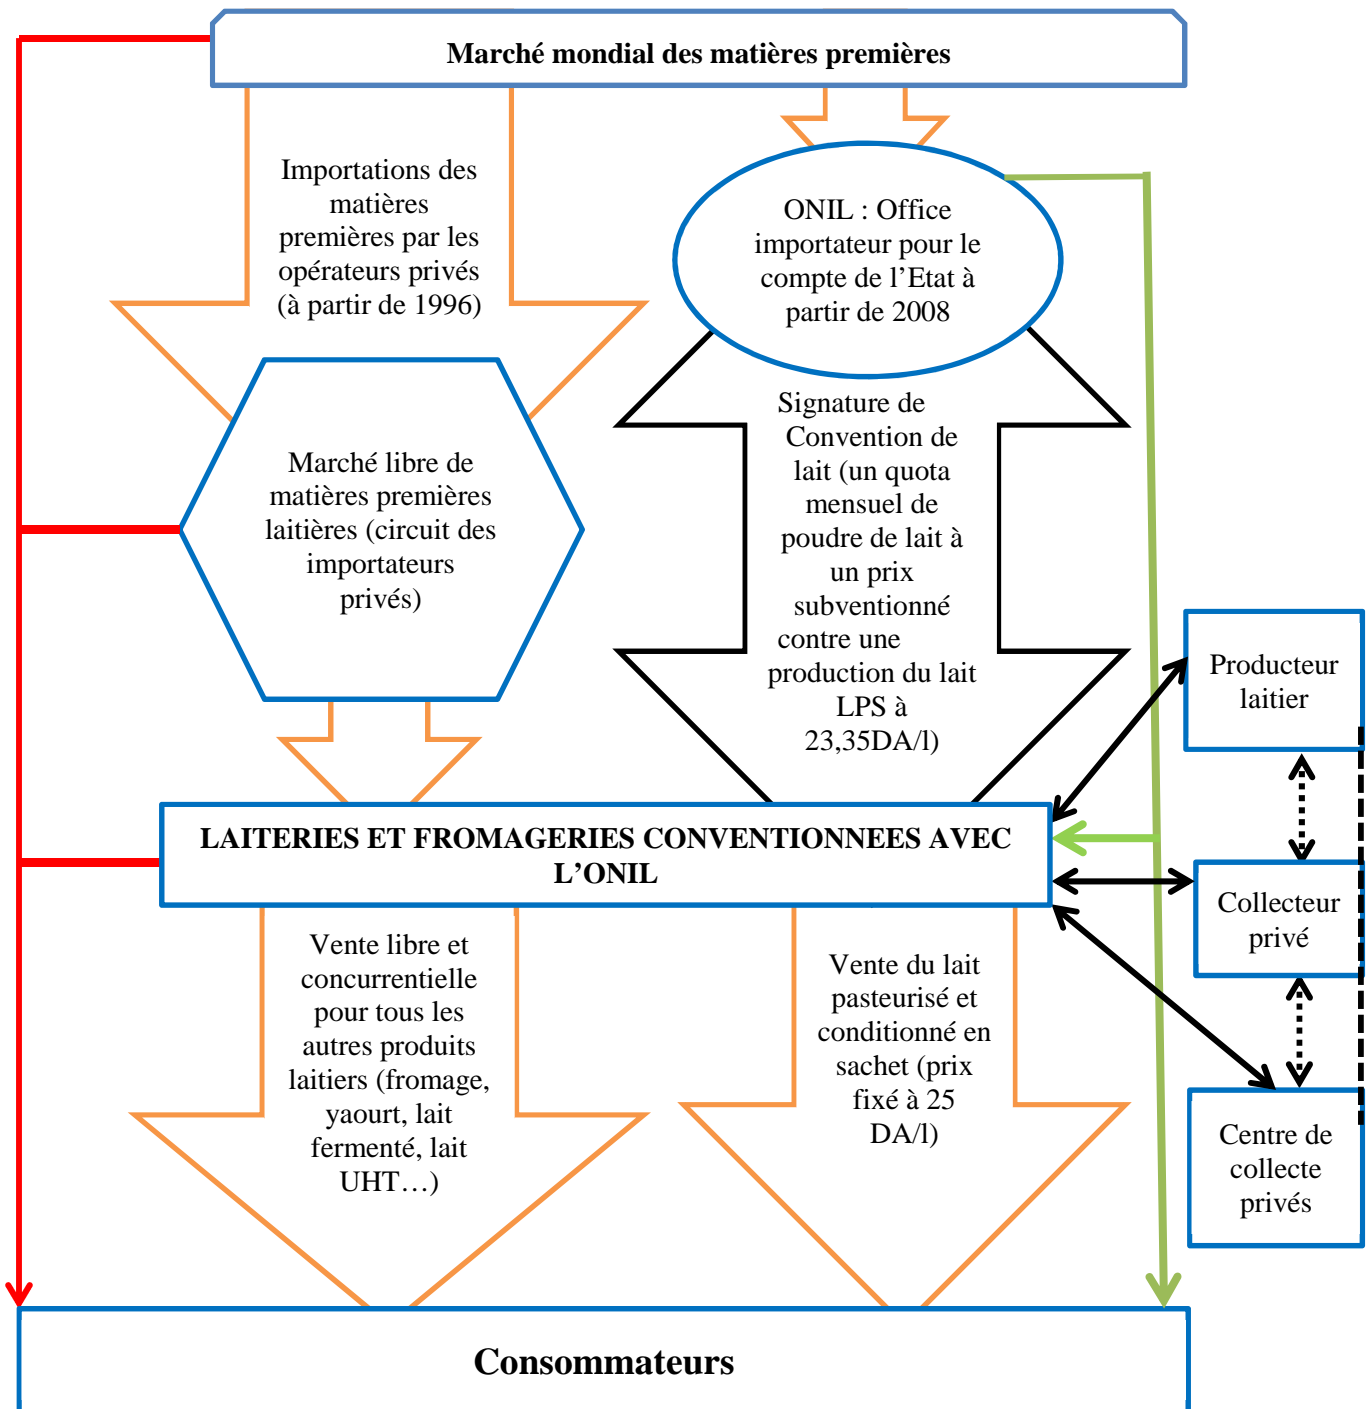 Marché mondial des matières premières
Importations des
matières
premières par les
opérateurs privés
(à partir de 1996)
ONIL : Office
importateur pour le
compte de l’Etat à
partir de 2008
Marché libre de
matières premières
laitières (circuit des
importateurs
privés)
Signature de
Convention de
lait (un quota
mensuel de
poudre de lait à
un prix
subventionné
contre une
production du lait
LPS à
23,35DA/l)
Producteur
laitier
LAITERIES ET FROMAGERIES CONVENTIONNEES AVEC
L’ONIL
Collecteur
privé
Vente libre et
concurrentielle
pour tous les
autres produits
laitiers (fromage,
yaourt, lait
fermenté, lait
UHT…)
Vente du lait
pasteurisé et
conditionné en
sachet (prix
fixé à 25
DA/l)
Centre de
collecte
privés
Consommateurs